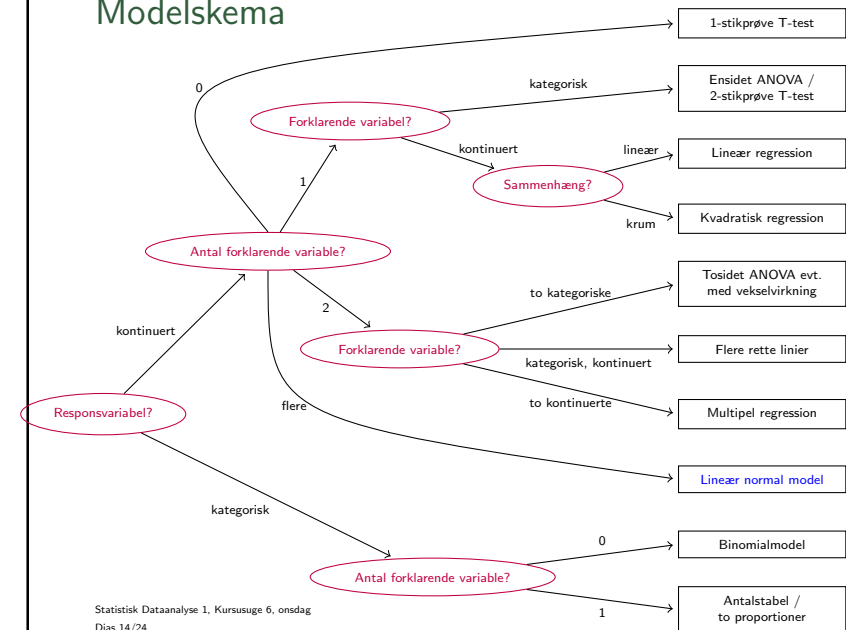 Modelskema
1-stikprøve T-test
0
kategorisk
Ensidet ANOVA /
2-stikprøve T-test
Forklarende variabel?
kontinuert
lineær
Lineær regression
1
Sammenhæng?
krum
Kvadratisk regression
Antal forklarende variable?
Tosidet ANOVA evt.
med vekselvirkning
to kategoriske
2
kontinuert
Forklarende variable?
kategorisk, kontinuert
Flere rette linier
to kontinuerte
flere
Responsvariabel?
Multipel regression
Lineær normal model
kategorisk
0
Binomialmodel
Antal forklarende variable?
1
Antalstabel /
to proportioner
Statistisk Dataanalyse 1, Kursusuge 6, onsdag
Dias 14/24